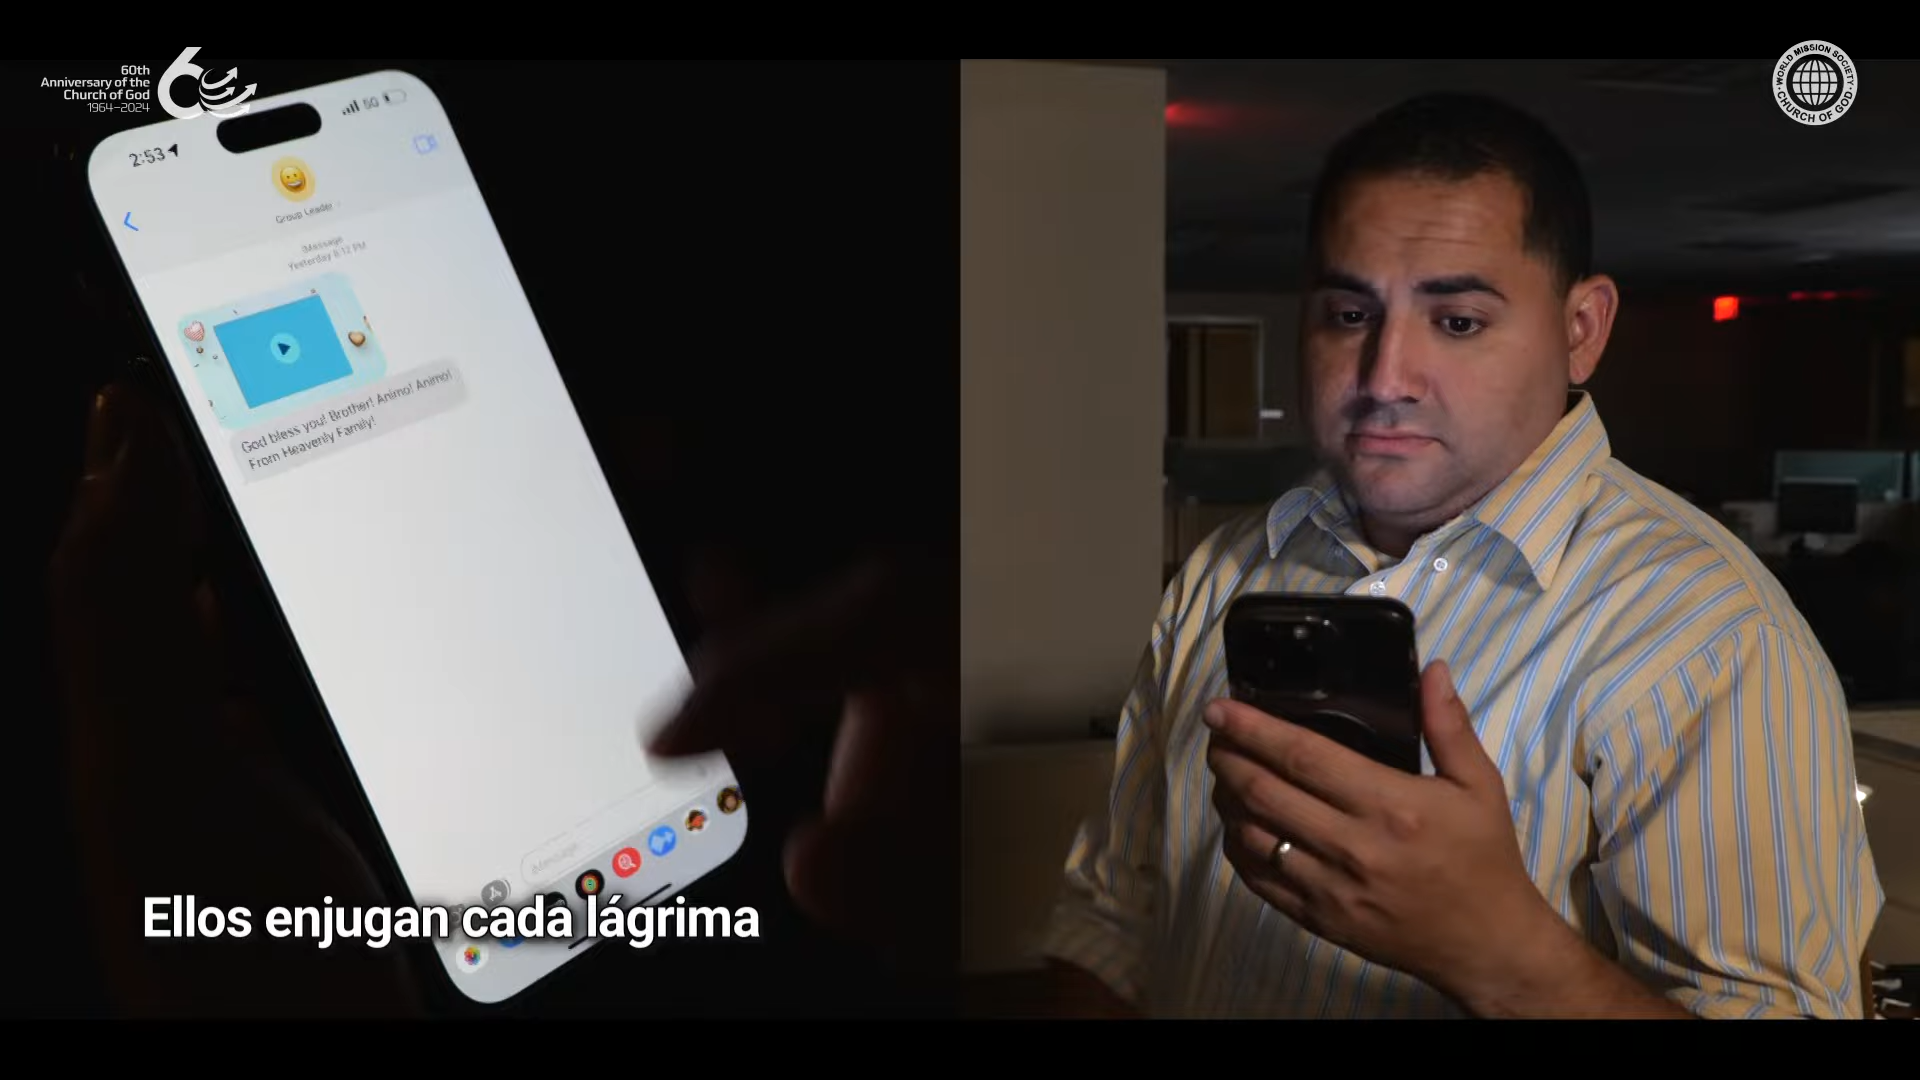 60th
Anniversary of the
Church of God
1964–2024
WORLD MISSION SOCIETY
CHURCH OF GOD
2:53
5G
Group Leader
iMessage
Yesterday 8:12 PM
God bless you! Brother! Animo! Animo!
From Heavenly Family!
iMessage
Ellos enjugan cada lágrima